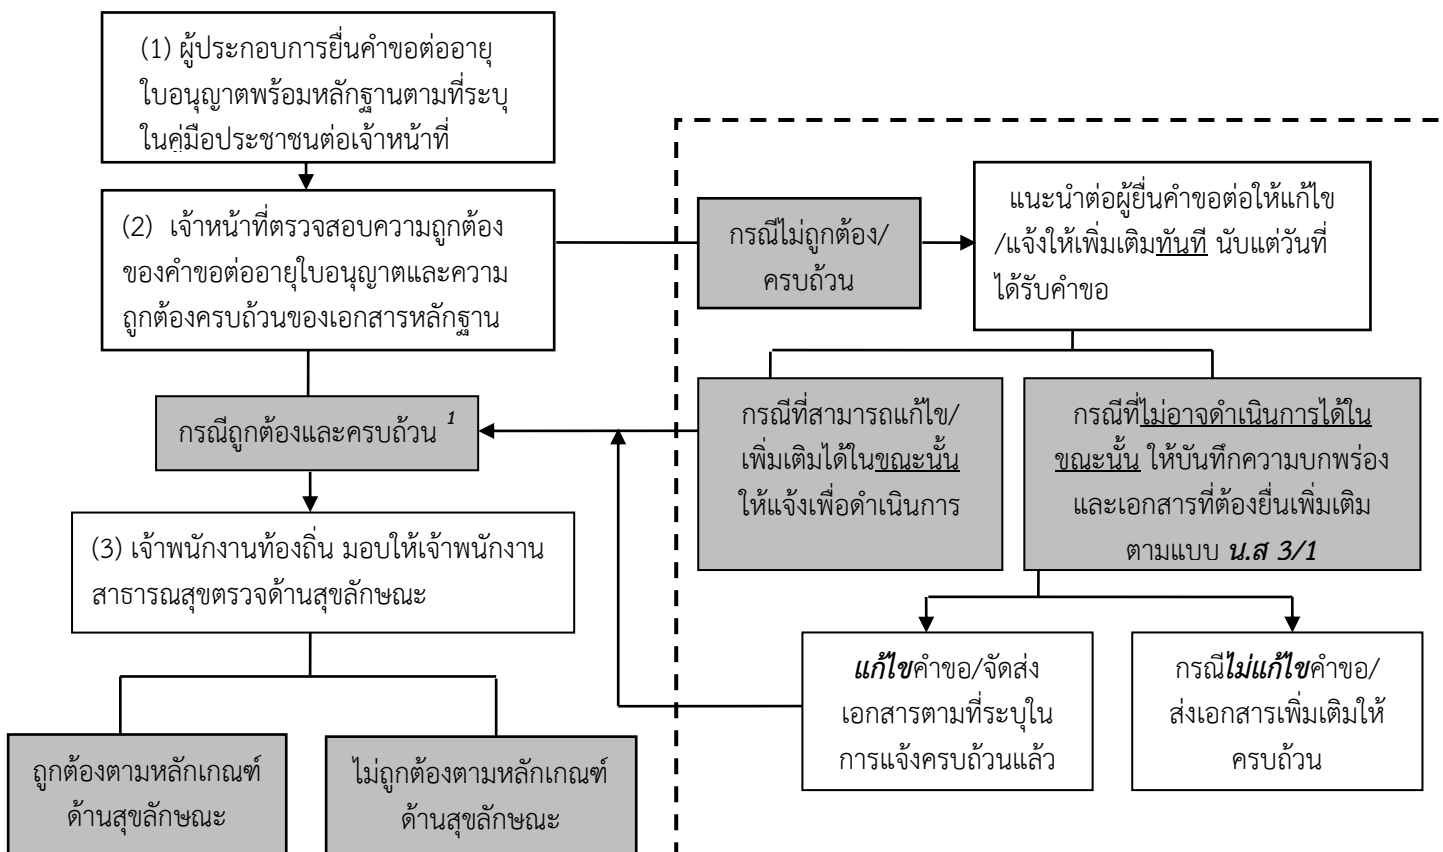 (1) ผู้ประกอบการยื่นคำขอต่ออายุ
ใบอนุญาตพร้อมหลักฐานตามที่ระบุ
ในคู่มือประชาชนต่อเจ้าหน้าที่
(2) เจ้าหน้าที่ตรวจสอบความถูกต้อง
ของคำขอต่ออายุใบอนุญาตและความ
ถูกต้องครบถ้วนของเอกสารหลักฐาน
กรณีไม่ถูกต้อง/
ครบถ้วน
แนะนำต่อผู้ยื่นคำขอต่อให้แก้ไข
/แจ้งให้เพิ่มเติมทันที นับแต่วันที่
ได้รับคำขอ
กรณีถูกต้องและครบถ้วน 1
กรณีที่สามารถแก้ไข/
เพิ่มเติมได้ในขณะนั้น
ให้แจ้งเพื่อดำเนินการ
กรณีที่ไม่อาจดำเนินการได้ใน
ขณะนั้น ให้บันทึกความบกพร่อง
และเอกสารที่ต้องยื่นเพิ่มเติม
ตามแบบ น.ส 3/1
(3) เจ้าพนักงานท้องถิ่น มอบให้เจ้าพนักงาน
สาธารณสุขตรวจด้านสุขลักษณะ
แก้ไขคำขอ/จัดส่ง
เอกสารตามที่ระบุใน
การแจ้งครบถ้วนแล้ว
กรณีไม่แก้ไขคำขอ/
ส่งเอกสารเพิ่มเติมให้
ครบถ้วน
ถูกต้องตามหลักเกณฑ์
ด้านสุขลักษณะ
ไม่ถูกต้องตามหลักเกณฑ์
ด้านสุขลักษณะ